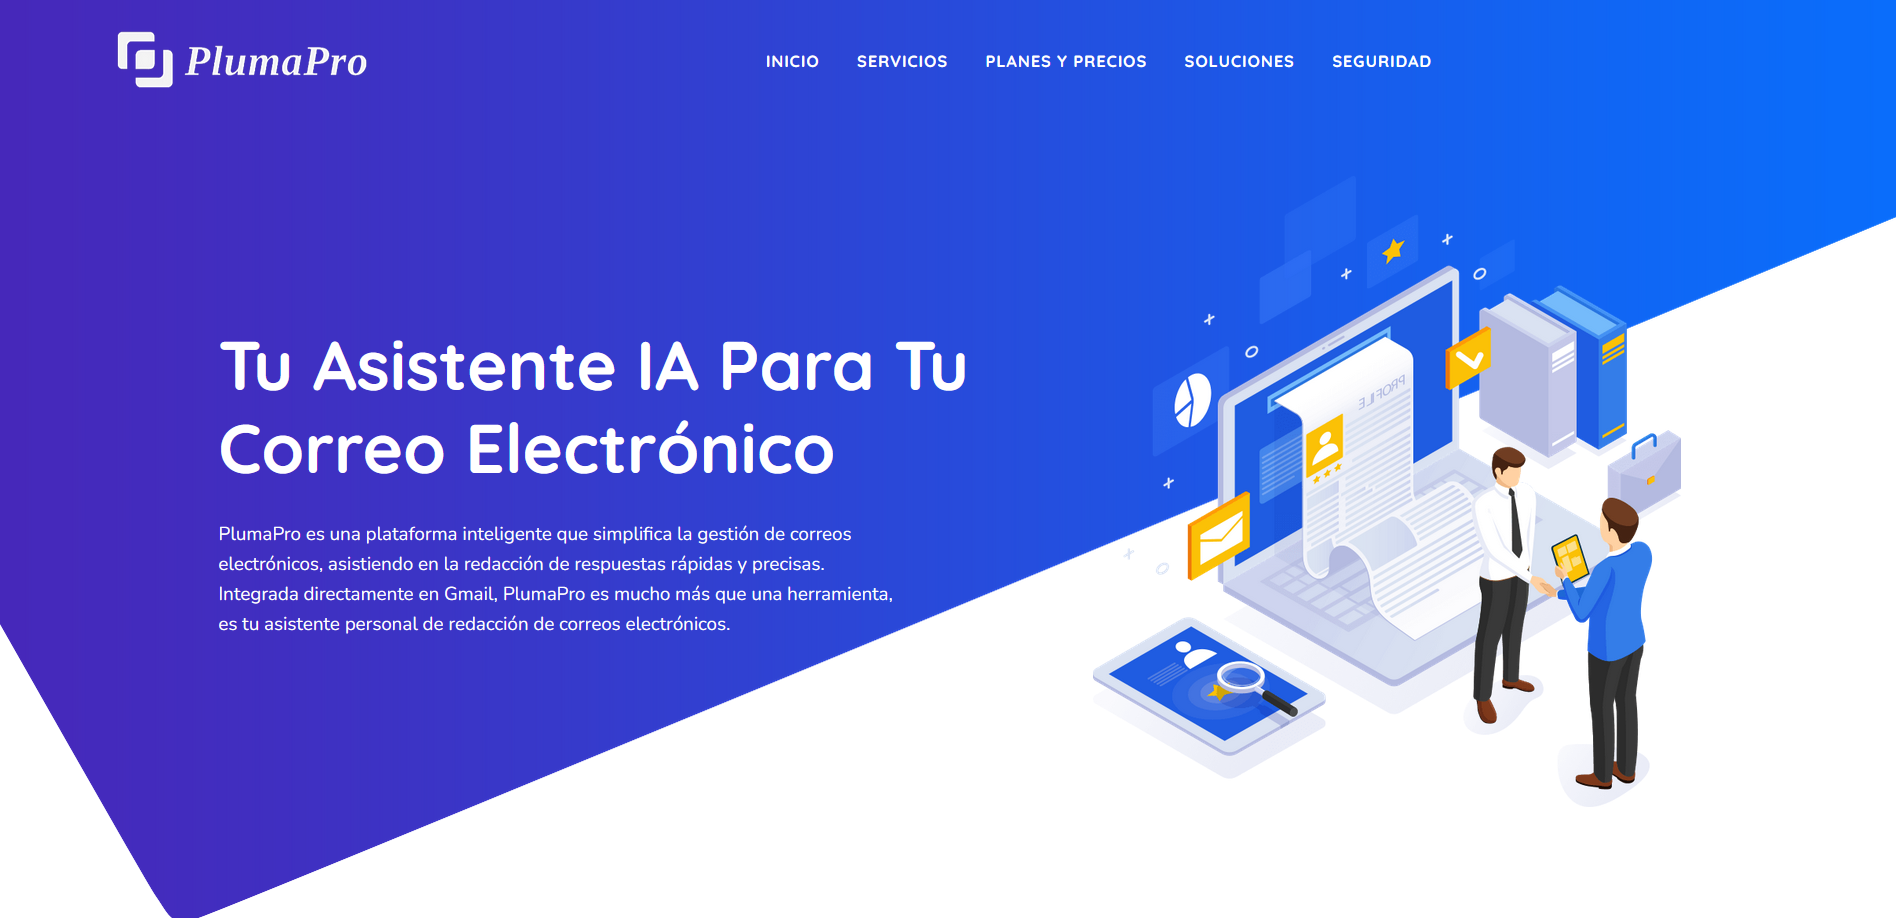 PlumaPro
INICIO SERVICIOS PLANES Y PRECIOS SOLUCIONES SEGURIDAD
Tu Asistente IA Para Tu
Correo Electrónico
PlumaPro es una plataforma inteligente que simplifica la gestión de correos
electrónicos, asistiendo en la redacción de respuestas rápidas y precisas.
Integrada directamente en Gmail, PlumaPro es mucho más que una herramienta,
es tu asistente personal de redacción de correos electrónicos.
PROFILE